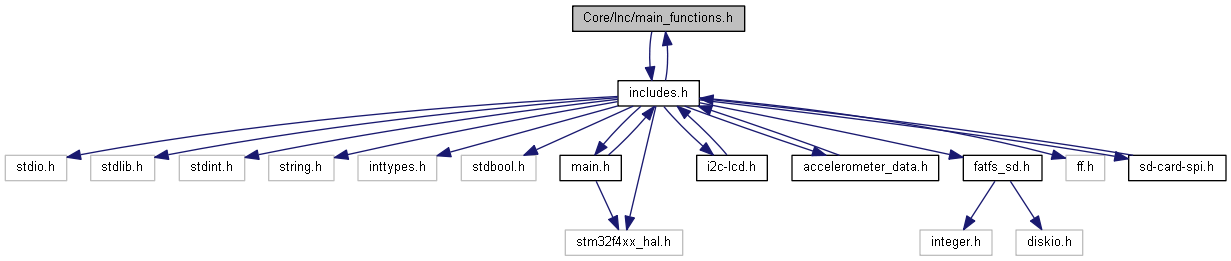 Core/Inc/main_functions.h
includes.h
stdio.h
stdlib.h
stdint.h
string.h
inttypes.h
stdbool.h
main.h
i2c-lcd.h
accelerometer_data.h
fatfs_sd.h
ff.h
sd-card-spi.h
stm32f4xx_hal.h
integer.h
diskio.h